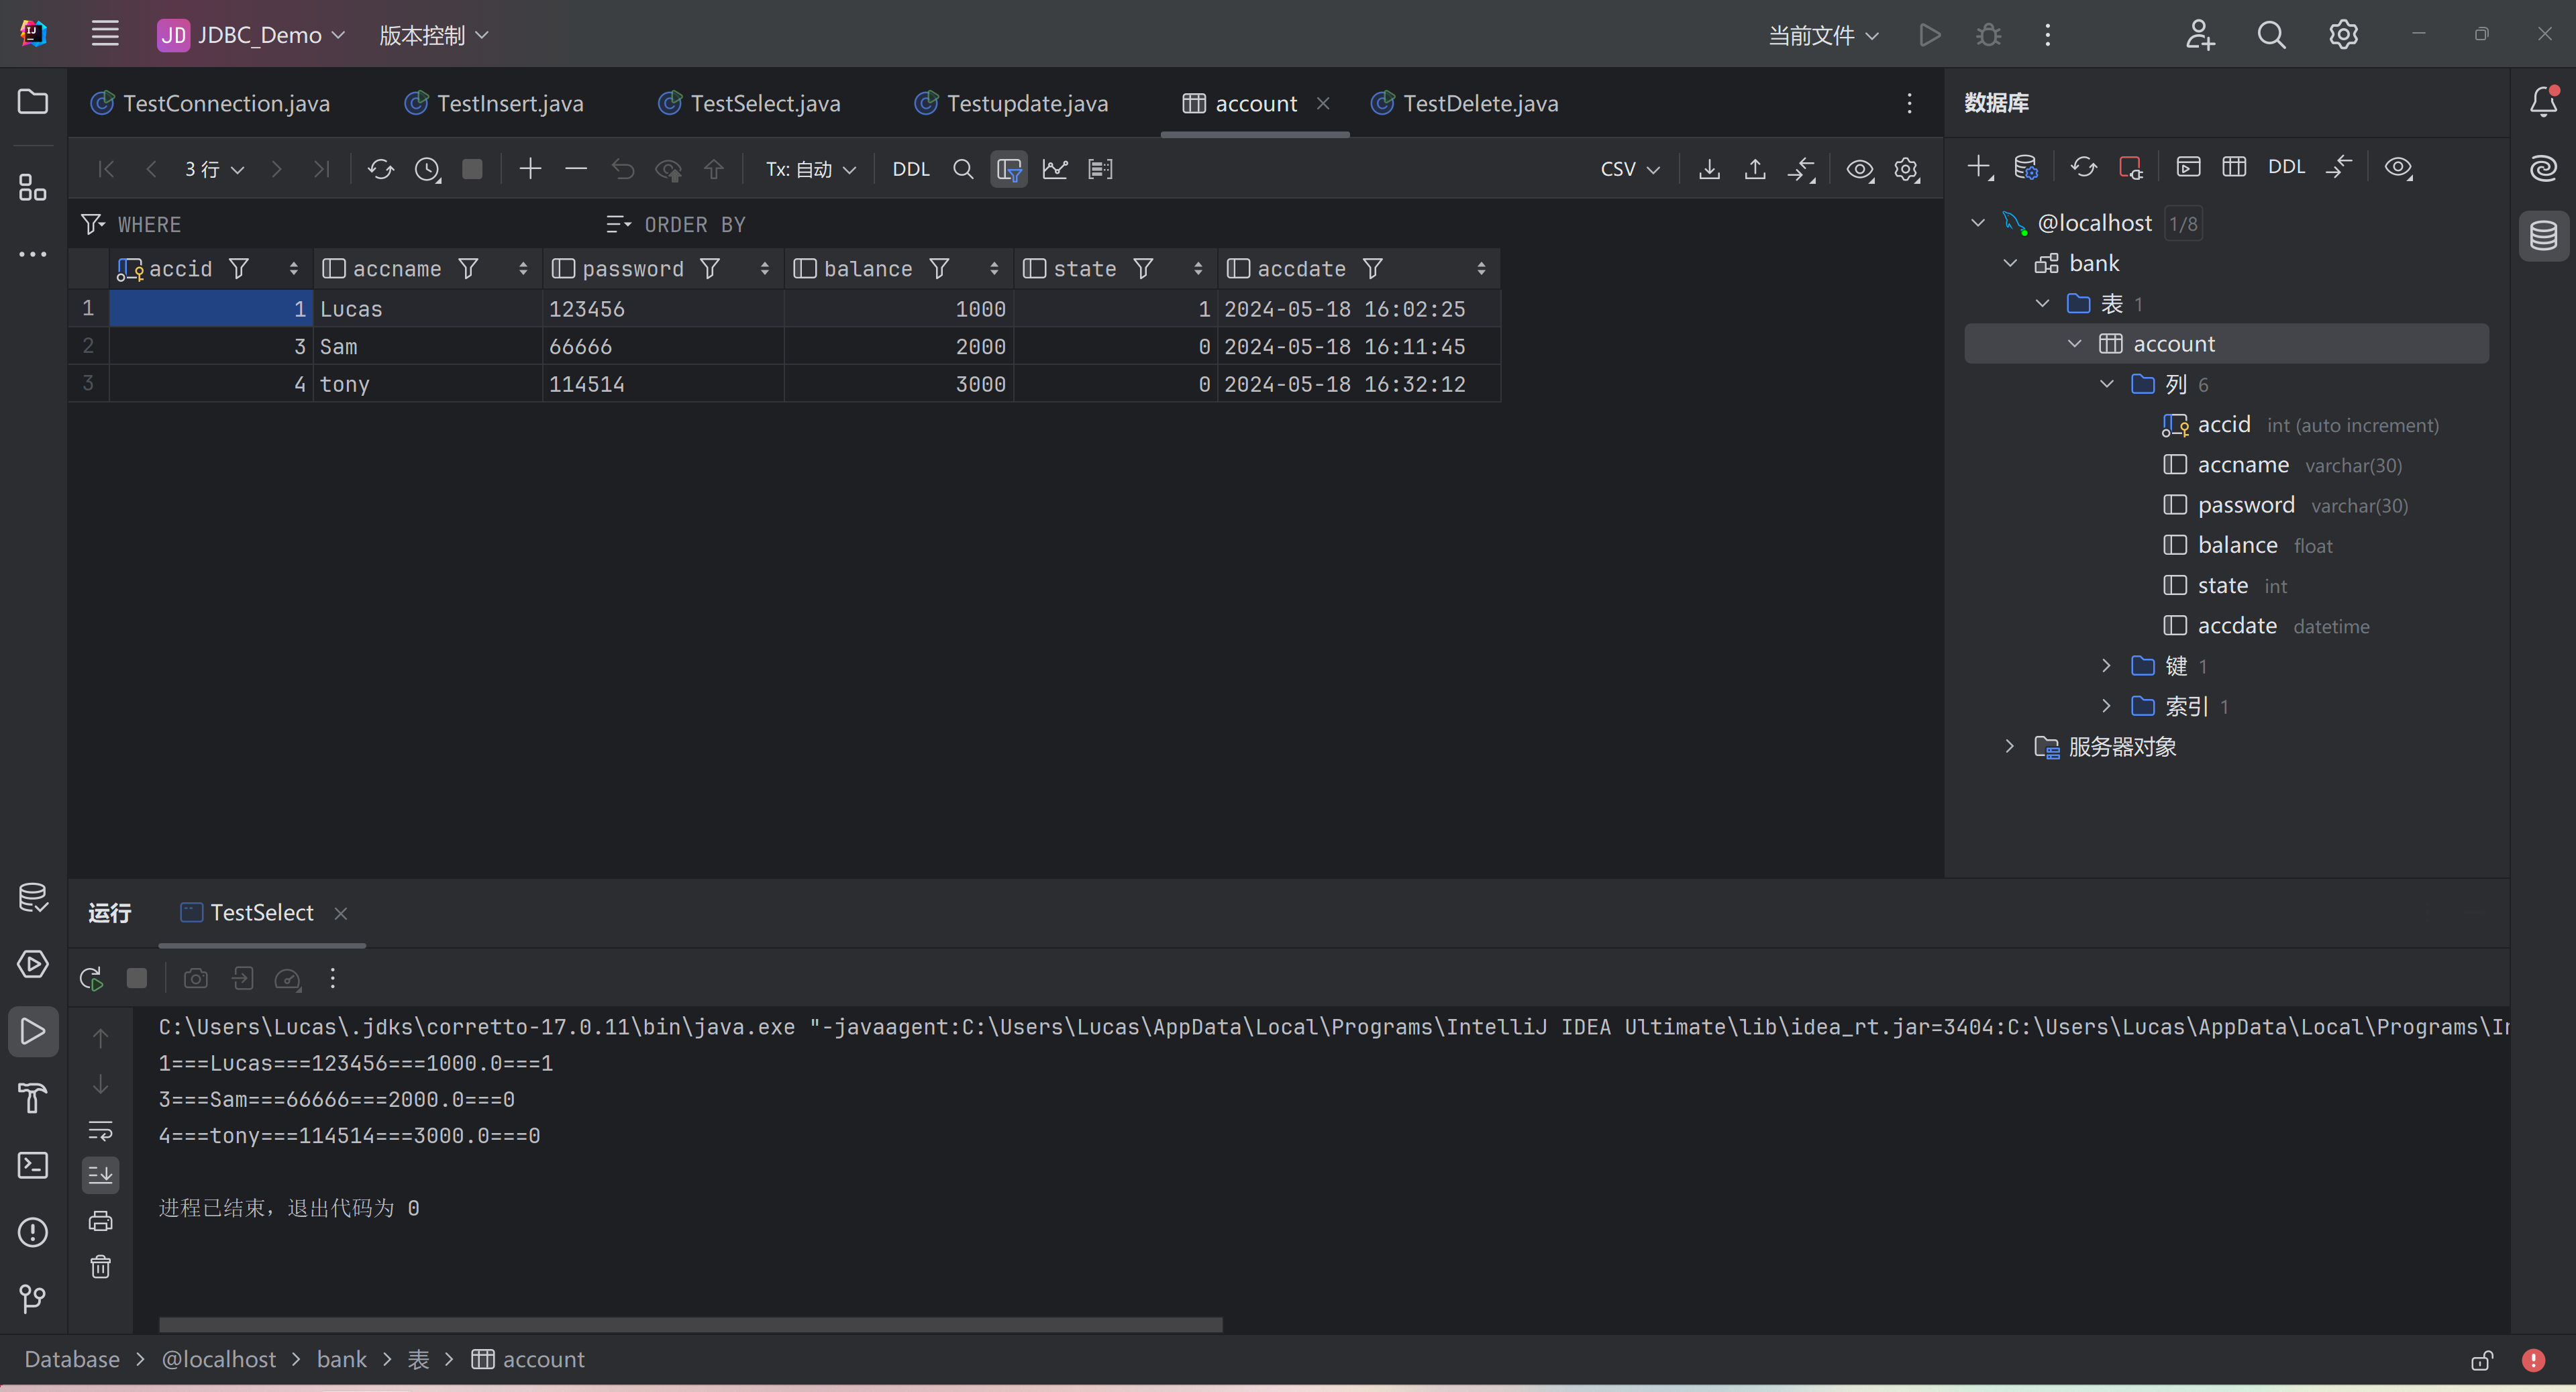 JD JDBC_Demo 版本控制 当前文件
TestConnection.java TestInsert.java TestSelect.java Testupdate.java account TestDelete.java
数据库
3 行 Tx: 自动 DDL CSV
DDL
WHERE ORDER BY
accid accname password balance state accdate
1 1 Lucas 123456 1000 1 2024-05-18 16:02:25
2 3 Sam 66666 2000 0 2024-05-18 16:11:45
3 4 tony 114514 3000 0 2024-05-18 16:32:12
@localhost 1/8
bank
表 1
account
列 6
accid int (auto increment)
accname varchar(30)
password varchar(30)
balance float
state int
accdate datetime
键 1
索引 1
服务器对象
运行 TestSelect
C:\Users\Lucas\.jdks\corretto-17.0.11\bin\java.exe "-javaagent:C:\Users\Lucas\AppData\Local\Programs\IntelliJ IDEA Ultimate\lib\idea_rt.jar=3404:C:\Users\Lucas\AppData\Local\Programs\In
1===Lucas===123456===1000.0===1
3===Sam===66666===2000.0===0
4===tony===114514===3000.0===0
进程已结束，退出代码为 0
Database > @localhost > bank > 表 > account